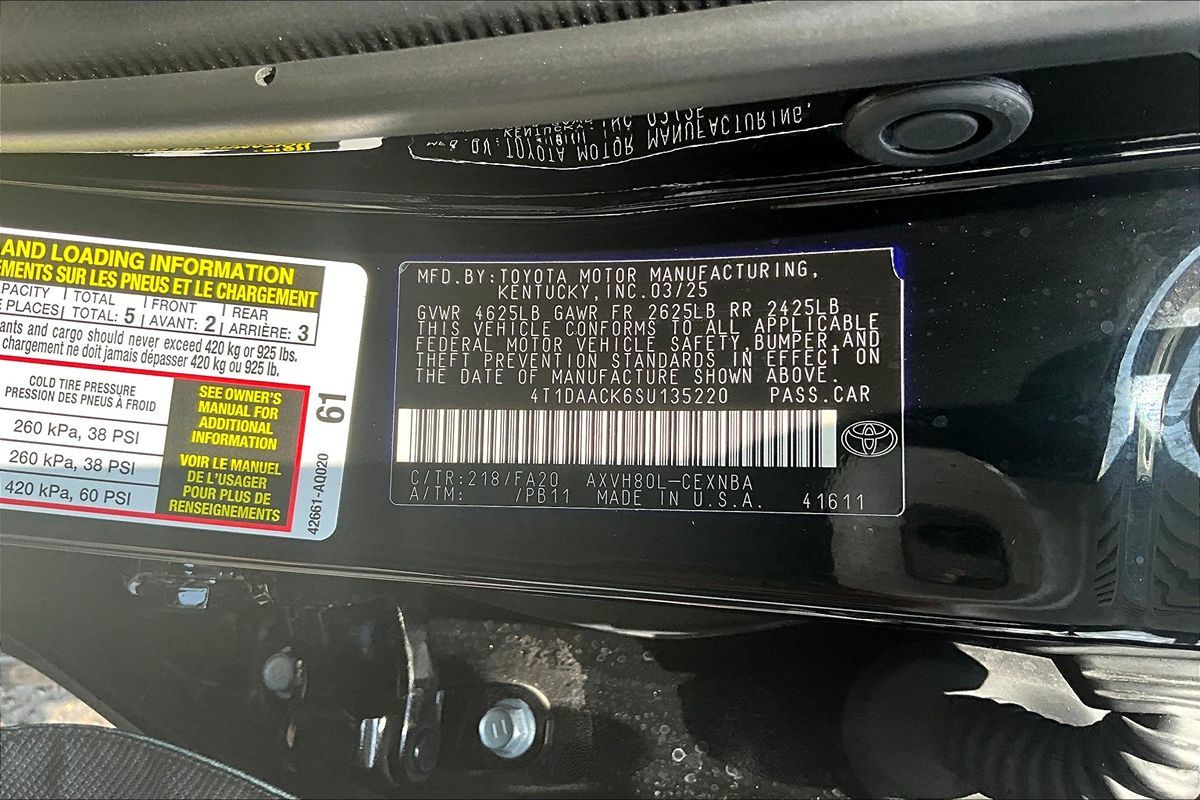 AND LOADING INFORMATION
EMENTS SUR LES PNEUS ET LE CHARGEMENT
APACITY TOTAL FRONT REAR
E PLACES TOTAL: 5 AVANT: 2 ARRIÈRE: 3
ants and cargo should never exceed 420 kg or 925 lbs.
chargement ne doit jamais dépasser 420 kg ou 925 lb.
COLD TIRE PRESSURE
PRESSION DES PNEUS À FROID
260 kPa, 38 PSI
260 kPa, 38 PSI
420 kPa, 60 PSI
SEE OWNER'S
MANUAL FOR
ADDITIONAL
INFORMATION
VOIR LE MANUEL
DE L'USAGER
POUR PLUS DE
RENSEIGNEMENTS
61
42661-A0020
MFD.BY:TOYOTA MOTOR MANUFACTURING,
KENTUCKY,INC.03/25
GVWR 4625LB GAWR FR 2625LB RR 2425LB
THIS VEHICLE CONFORMS TO ALL APPLICABLE
FEDERAL MOTOR VEHICLE SAFETY,BUMPER,AND
THEFT PREVENTION STANDARDS IN EFFECT ON
THE DATE OF MANUFACTURE SHOWN ABOVE.
4T1DAACK6SU135220 PASS.CAR
C/TR:218/FA20 AXVH80L-CEXNBA
A/TM: /PB11 MADE IN U.S.A. 41611